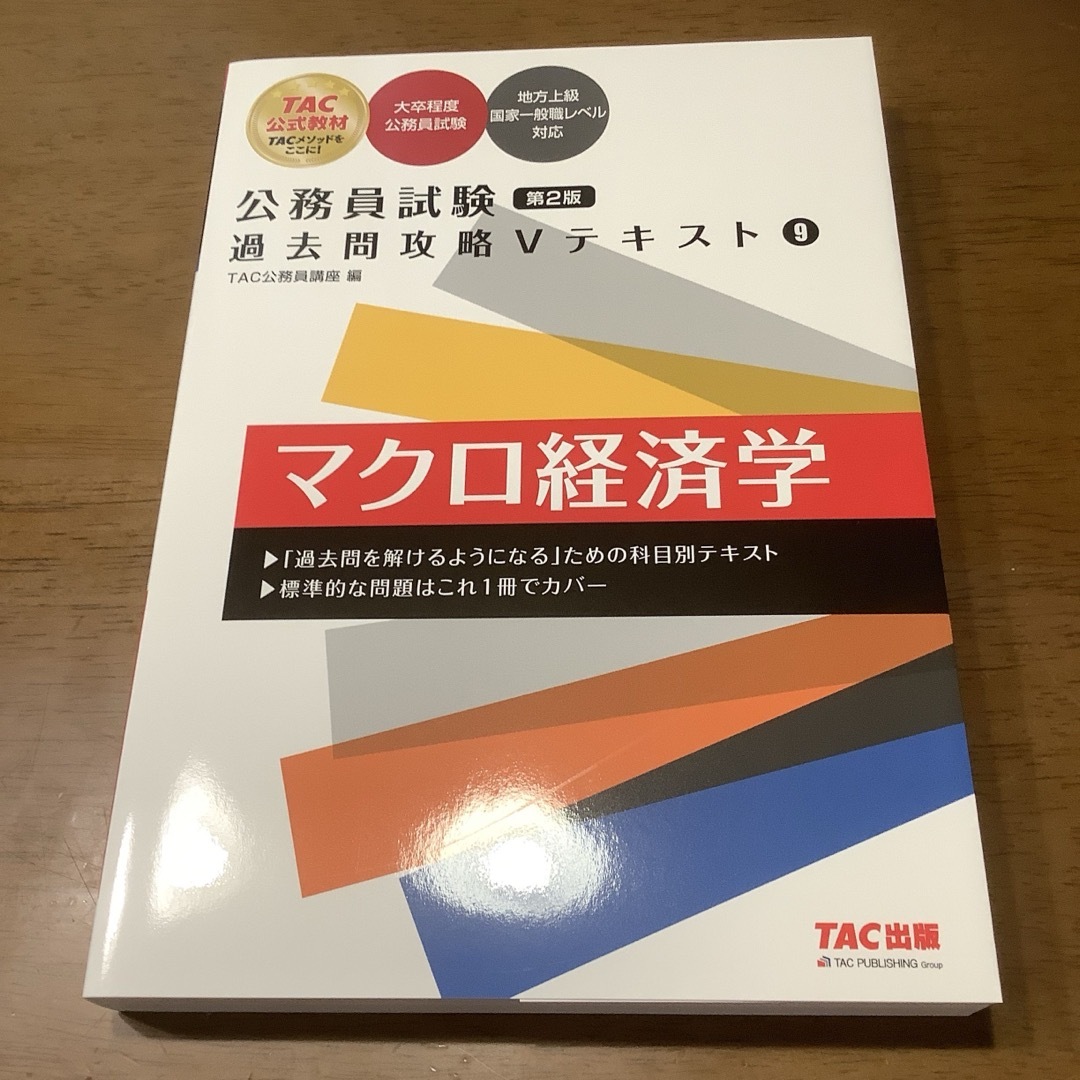 TAC
公式教材
TACメソッドを
ここに!
大卒程度
公務員試験
地方上級
国家一般職レベル
対応
公務員試験 第2版
過去問攻略Vテキスト 9
TAC公務員講座 編
マクロ経済学
▶「過去問を解けるようになる」ための科目別テキスト
▶標準的な問題はこれ1冊でカバー
TAC出版
TAC PUBLISHING Group